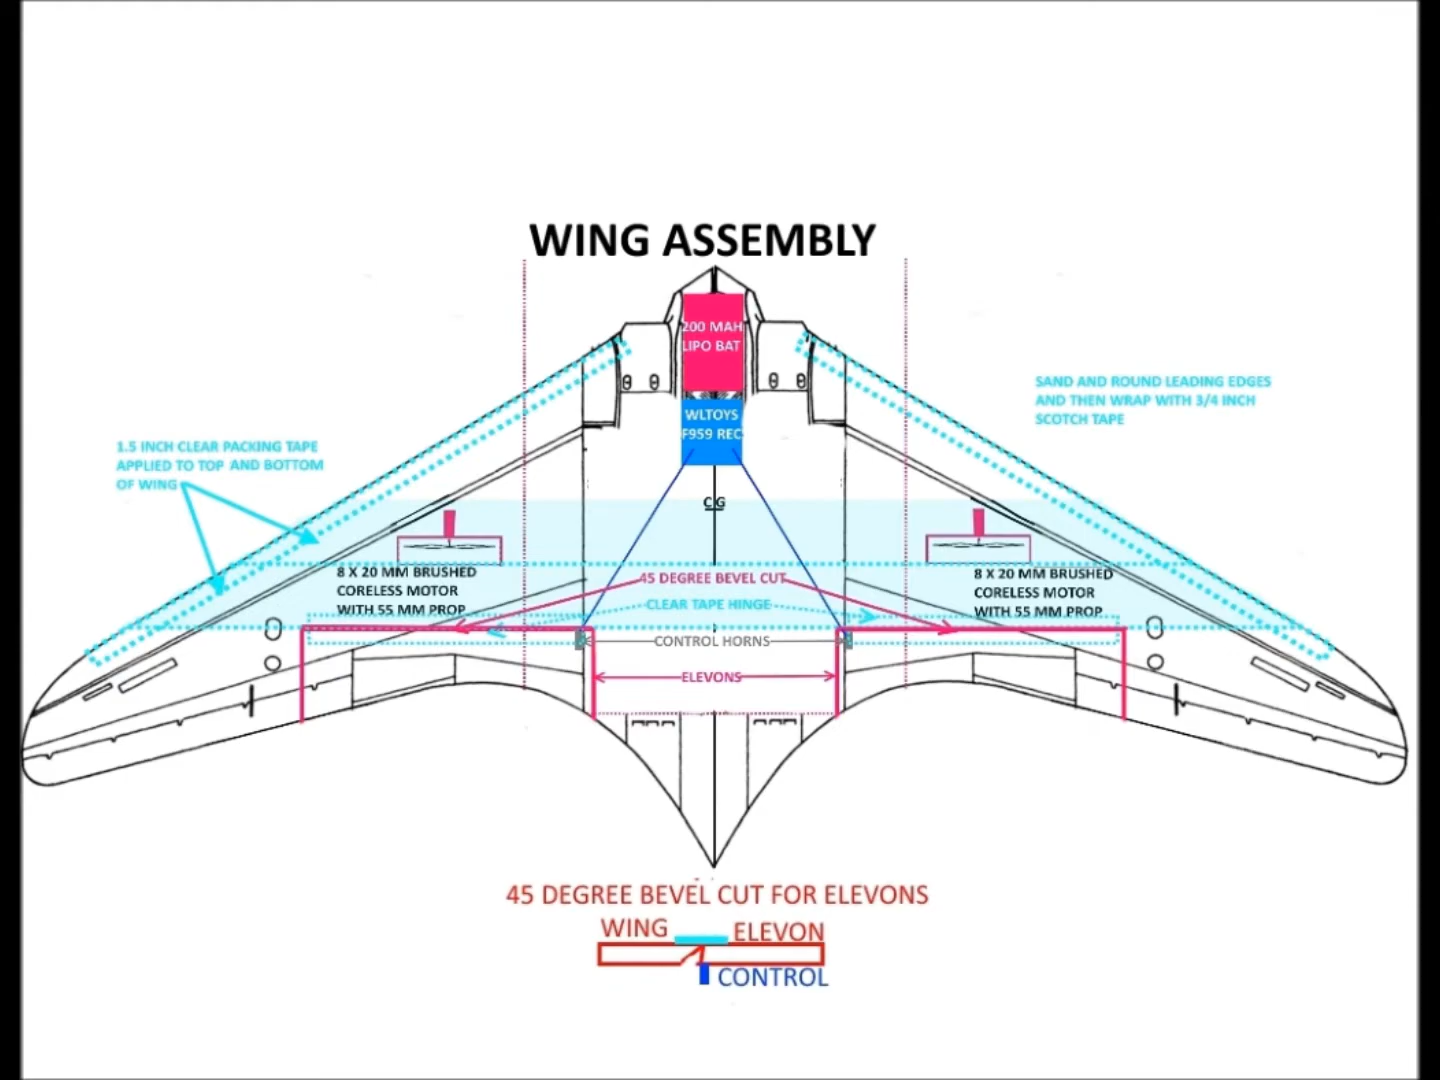 WING ASSEMBLY
200 MAH
LIPO BAT
WLTOYS
F959 REC
SAND AND ROUND LEADING EDGES
AND THEN WRAP WITH 3/4 INCH
SCOTCH TAPE
1.5 INCH CLEAR PACKING TAPE
APPLIED TO TOP AND BOTTOM
OF WING
CG
8 X 20 MM BRUSHED
CORELESS MOTOR
WITH 55 MM PROP
45 DEGREE BEVEL CUT
CLEAR TAPE HINGE
CONTROL HORNS
ELEVONS
8 X 20 MM BRUSHED
CORELESS MOTOR
WITH 55 MM PROP
45 DEGREE BEVEL CUT FOR ELEVONS
WING
ELEVON
CONTROL